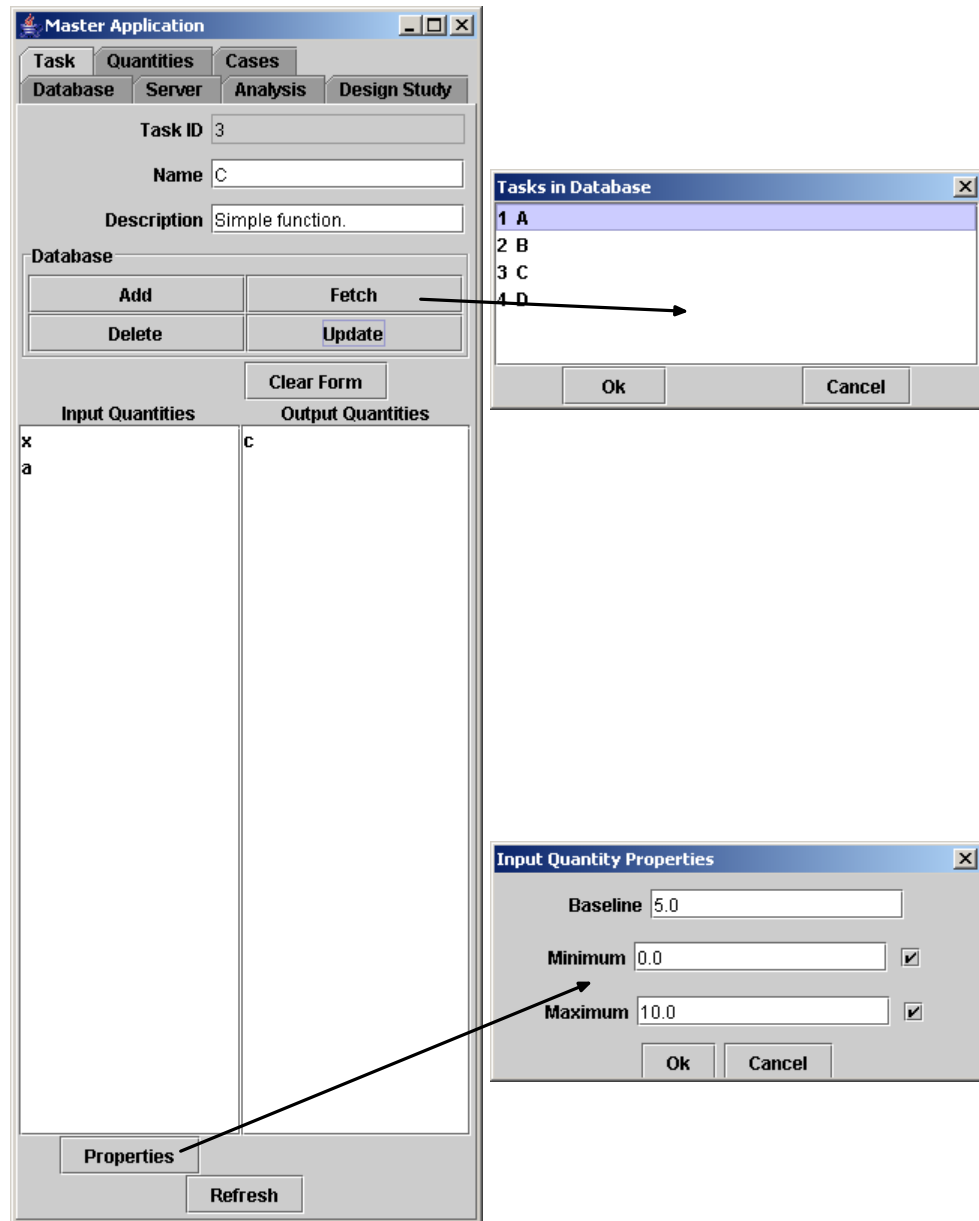 Master Application
Task Quantities Cases
Database Server Analysis Design Study
Task ID 3
Name C
Description Simple function.
Database
Add Fetch
Delete Update
Clear Form
Input Quantities Output Quantities
x c
a
Properties
Refresh
Tasks in Database
1 A
2 B
3 C
4 D
Ok Cancel
Input Quantity Properties
Baseline 5.0
Minimum 0.0
Maximum 10.0
Ok Cancel